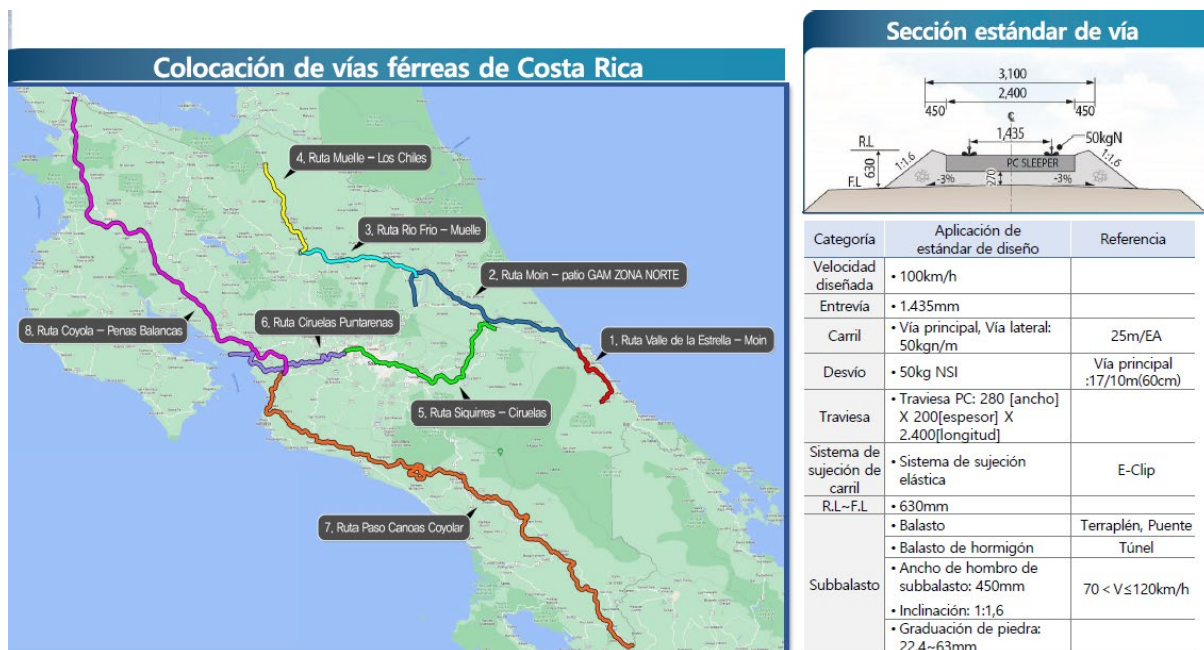 Colocación de vías férreas de Costa Rica
4, Ruta Muelle – Los Chiles
3, Ruta Rio Frio – Muelle
2, Ruta Moin – patio GAM ZONA NORTE
6, Ruta Ciruelas Puntarenas
8, Ruta Coyola – Penas Balancas
1, Ruta Valle de la Estrella – Moin
5, Ruta Siquirres – Ciruelas
7, Ruta Paso Canoas Coyolar
Sección estándar de vía
3,100
2,400
450
450
1,435
50kgN
R.L
1:1,6
1:1,6
630
PC SLEEPER
270
F.L
-3%
-3%
Categoría
Aplicación de
estándar de diseño
Referencia
Velocidad
diseñada
• 100km/h
Entrevía
• 1.435mm
Carril
• Vía principal, Vía lateral:
50kgn/m
25m/EA
Desvío
• 50kg NSI
Vía principal
:17/10m(60cm)
Traviesa
• Traviesa PC: 280 [ancho]
X 200[espesor] X
2.400[longitud]
Sistema de
sujeción de
carril
• Sistema de sujeción
elástica
E-Clip
R.L~F.L
• 630mm
Subbalasto
• Balasto
Terraplén, Puente
• Balasto de hormigón
Túnel
• Ancho de hombro de
subbalasto: 450mm
• Inclinación: 1:1,6
70 < V≤120km/h
• Graduación de piedra:
22.4~63mm